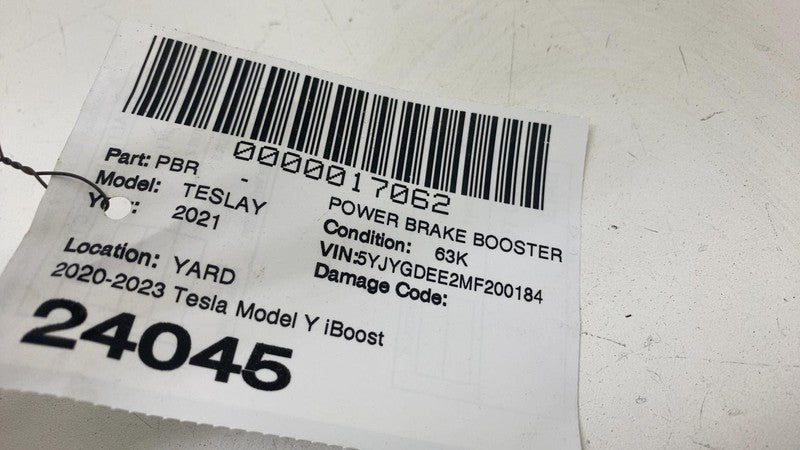 0000017062
Part: PBR - POWER BRAKE BOOSTER
Model: TESLAY Condition: 63K
2021 VIN:5YJYGDEE2MF200184
Location: YARD Damage Code:
2020-2023 Tesla Model Y iBoost
24045